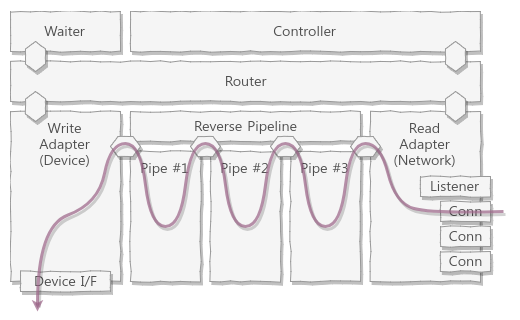 Waiter
Controller
Router
Write
Adapter
(Device)
Reverse Pipeline
Read
Adapter
(Network)
Pipe #1
Pipe #2
Pipe #3
Listener
Conn
Conn
Conn
Device I/F